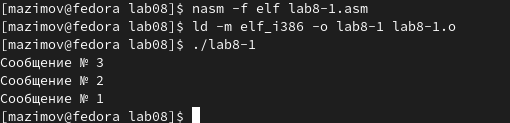 [mazimov@fedora lab08]$ nasm -f elf lab8-1.asm
[mazimov@fedora lab08]$ ld -m elf_i386 -o lab8-1 lab8-1.o
[mazimov@fedora lab08]$ ./lab8-1
Сообщение № 3
Сообщение № 2
Сообщение № 1
[mazimov@fedora lab08]$